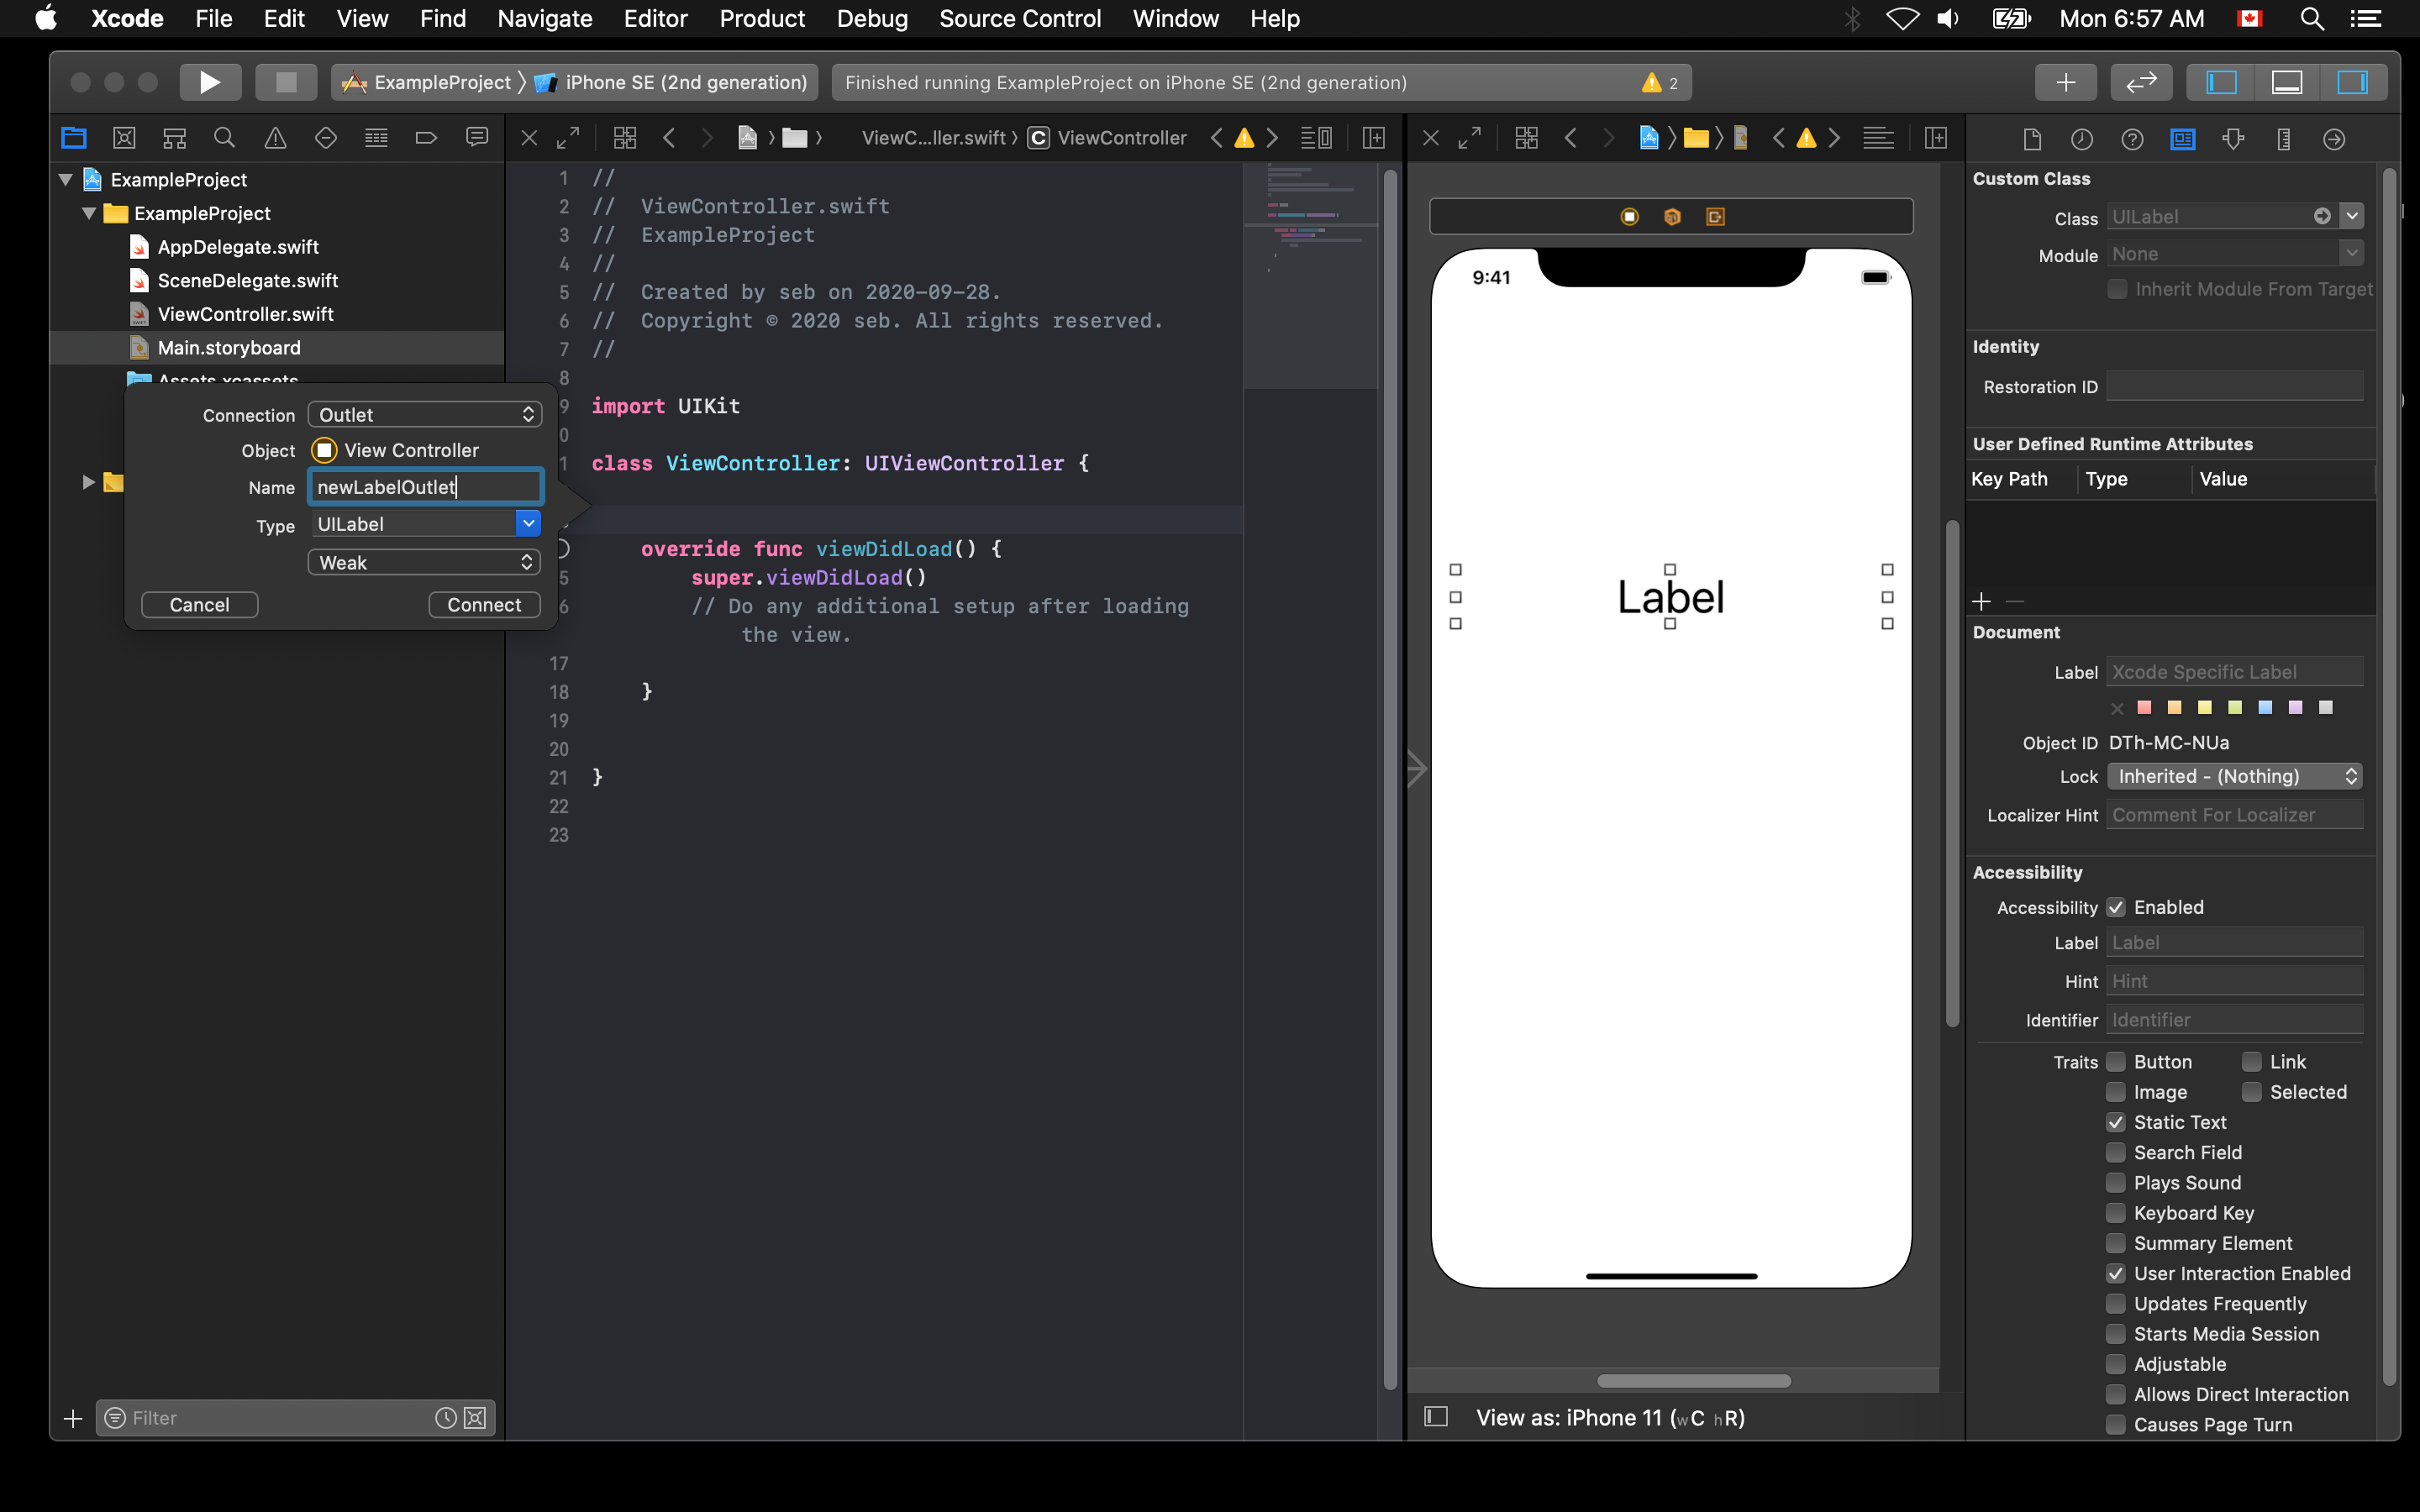 Xcode File Edit View Find Navigate Editor Product Debug Source Control Window Help Mon 6:57 AM
ExampleProject iPhone SE (2nd generation)
Finished running ExampleProject on iPhone SE (2nd generation) 2
ExampleProject
ExampleProject
AppDelegate.swift
SceneDelegate.swift
ViewController.swift
Main.storyboard
Assets.xcassets
Connection Outlet
Object View Controller
Name newLabelOutlet
Type UILabel
Weak
Cancel Connect
Filter
ViewC...ller.swift C ViewController
1 //
2 // ViewController.swift
3 // ExampleProject
4 //
5 // Created by seb on 2020-09-28.
6 // Copyright © 2020 seb. All rights reserved.
7 //
8
9 import UIKit
0
1 class ViewController: UIViewController {
override func viewDidLoad() {
5 super.viewDidLoad()
6 // Do any additional setup after loading
the view.
17
18 }
19
20
21 }
22
23
9:41
Label
View as: iPhone 11 (wC hR)
Custom Class
Class UILabel
Module None
Inherit Module From Target
Identity
Restoration ID
User Defined Runtime Attributes
Key Path Type Value
Document
Label Xcode Specific Label
Object ID DTh-MC-NUa
Lock Inherited - (Nothing)
Localizer Hint Comment For Localizer
Accessibility
Accessibility Enabled
Label Label
Hint Hint
Identifier Identifier
Traits Button Link
Image Selected
Static Text
Search Field
Plays Sound
Keyboard Key
Summary Element
User Interaction Enabled
Updates Frequently
Starts Media Session
Adjustable
Allows Direct Interaction
Causes Page Turn